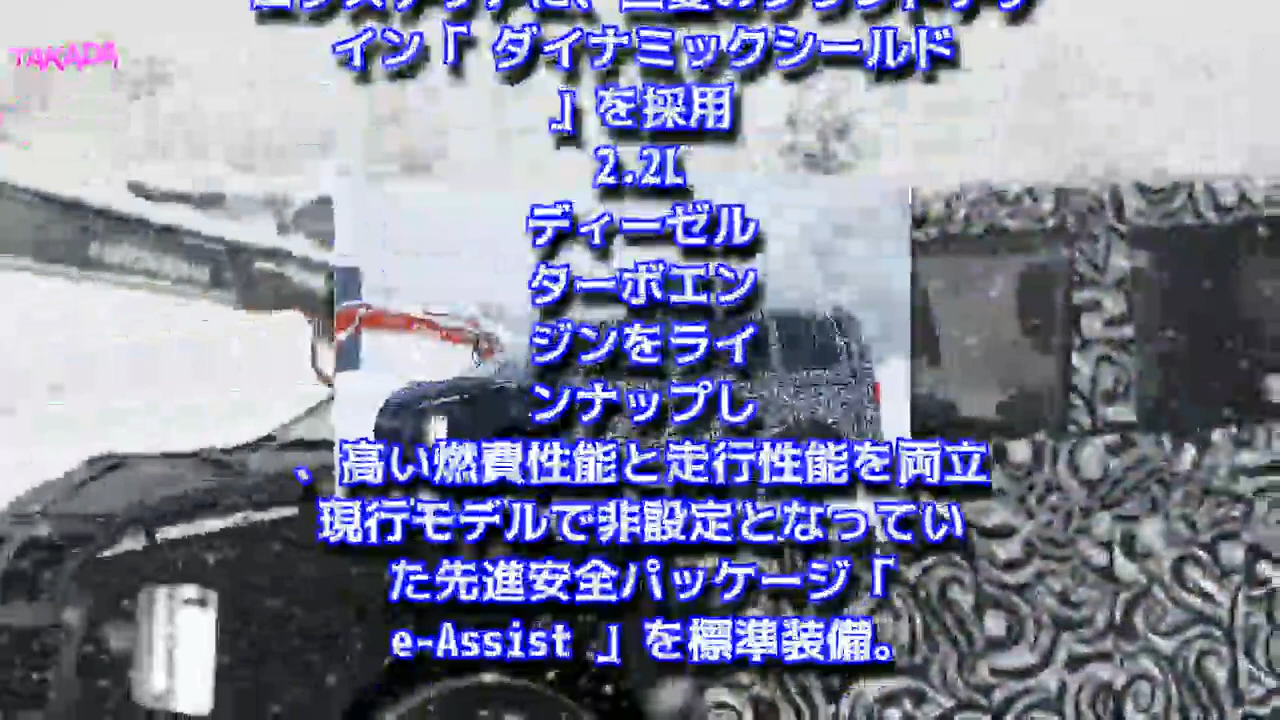 TAKADA
イン「 ダイナミックシールド
』を採用
2.2L
ディーゼル
ターボエン
ジンをライ
ンナップし
、高い燃費性能と走行性能を両立
現行モデルで非設定となってい
た先進安全パッケージ「
e-Assist 』を標準装備。